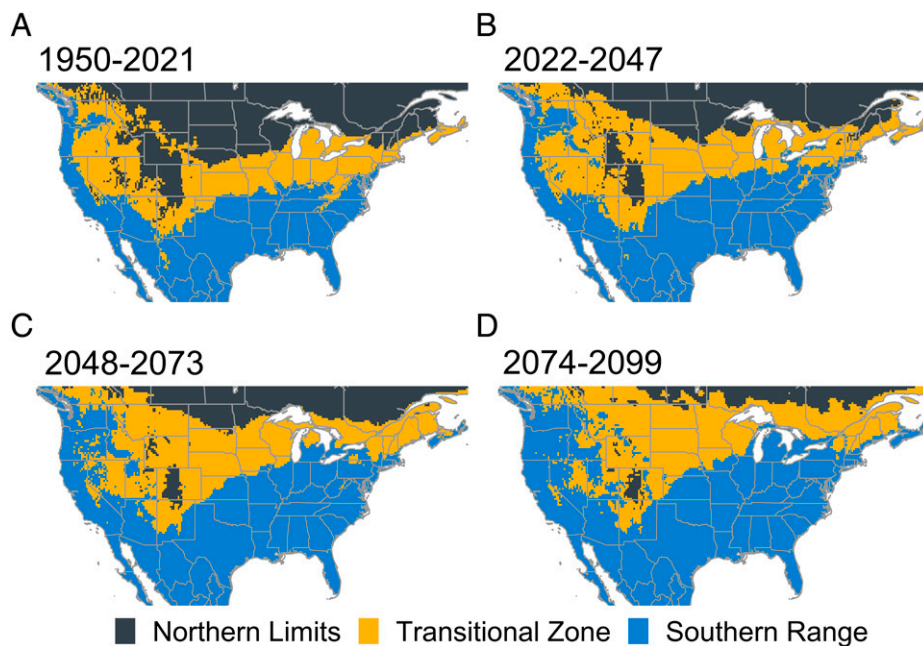 A
1950-2021
B
2022-2047
C
2048-2073
D
2074-2099
Northern Limits Transitional Zone Southern Range